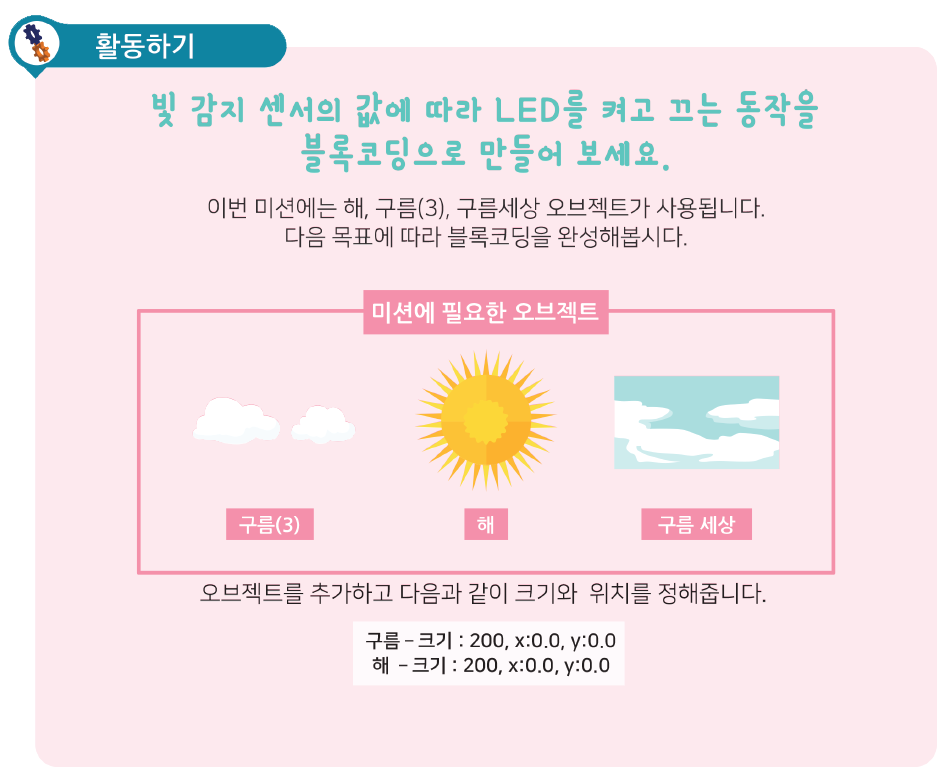 활동하기
빛 감지 센서의 값에 따라 LED를 켜고 끄는 동작을
블록코딩으로 만들어 보세요.
이번 미션에는 해, 구름(3), 구름세상 오브젝트가 사용됩니다.
다음 목표에 따라 블록코딩을 완성해봅시다.
미션에 필요한 오브젝트
구름(3)
해
구름 세상
오브젝트를 추가하고 다음과 같이 크기와 위치를 정해줍니다.
구름 – 크기 : 200, x:0.0, y:0.0
해 – 크기 : 200, x:0.0, y:0.0